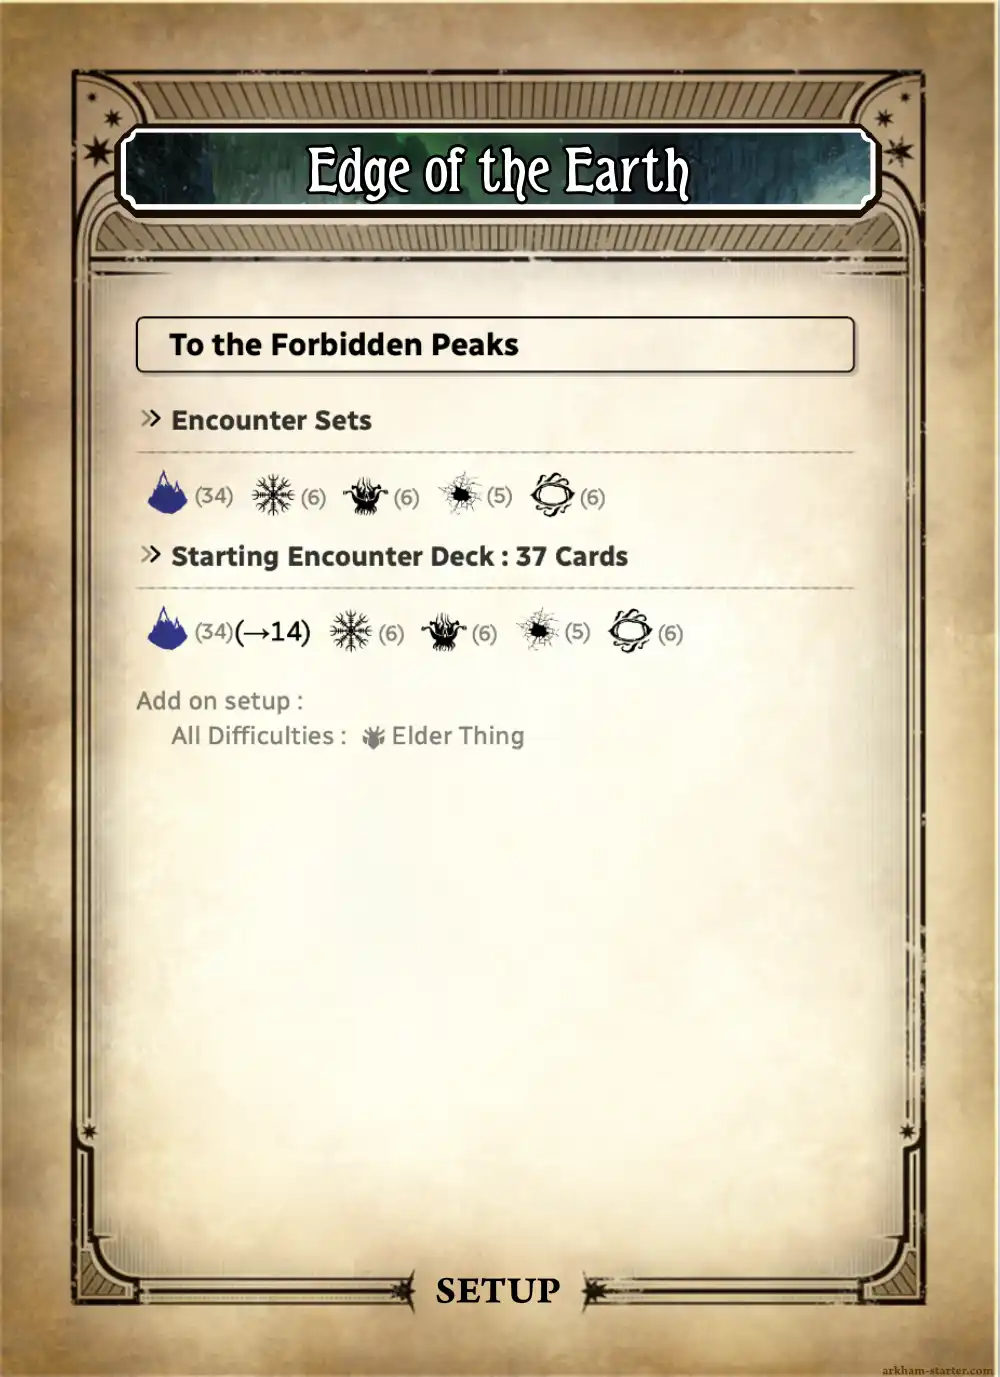 Edge of the Earth
To the Forbidden Peaks
» Encounter Sets
(34) (6) (6) (5) (6)
» Starting Encounter Deck : 37 Cards
(34)(→14) (6) (6) (5) (6)
Add on setup :
All Difficulties : Elder Thing
SETUP
arkham-starter.com